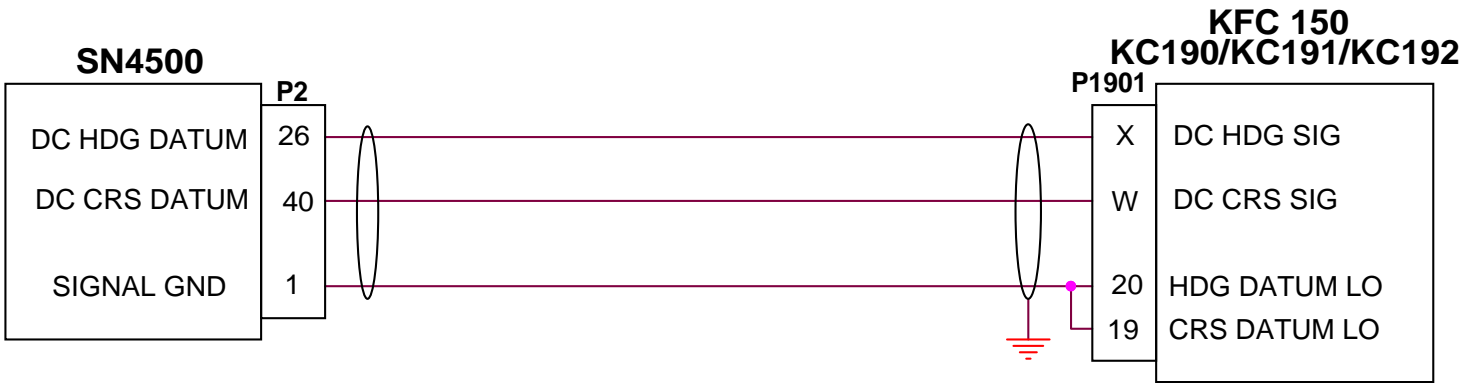 SN4500
KFC 150
KC190/KC191/KC192
P2
P1901
DC HDG DATUM 26 X DC HDG SIG
DC CRS DATUM 40 W DC CRS SIG
SIGNAL GND 1 20 HDG DATUM LO
19 CRS DATUM LO